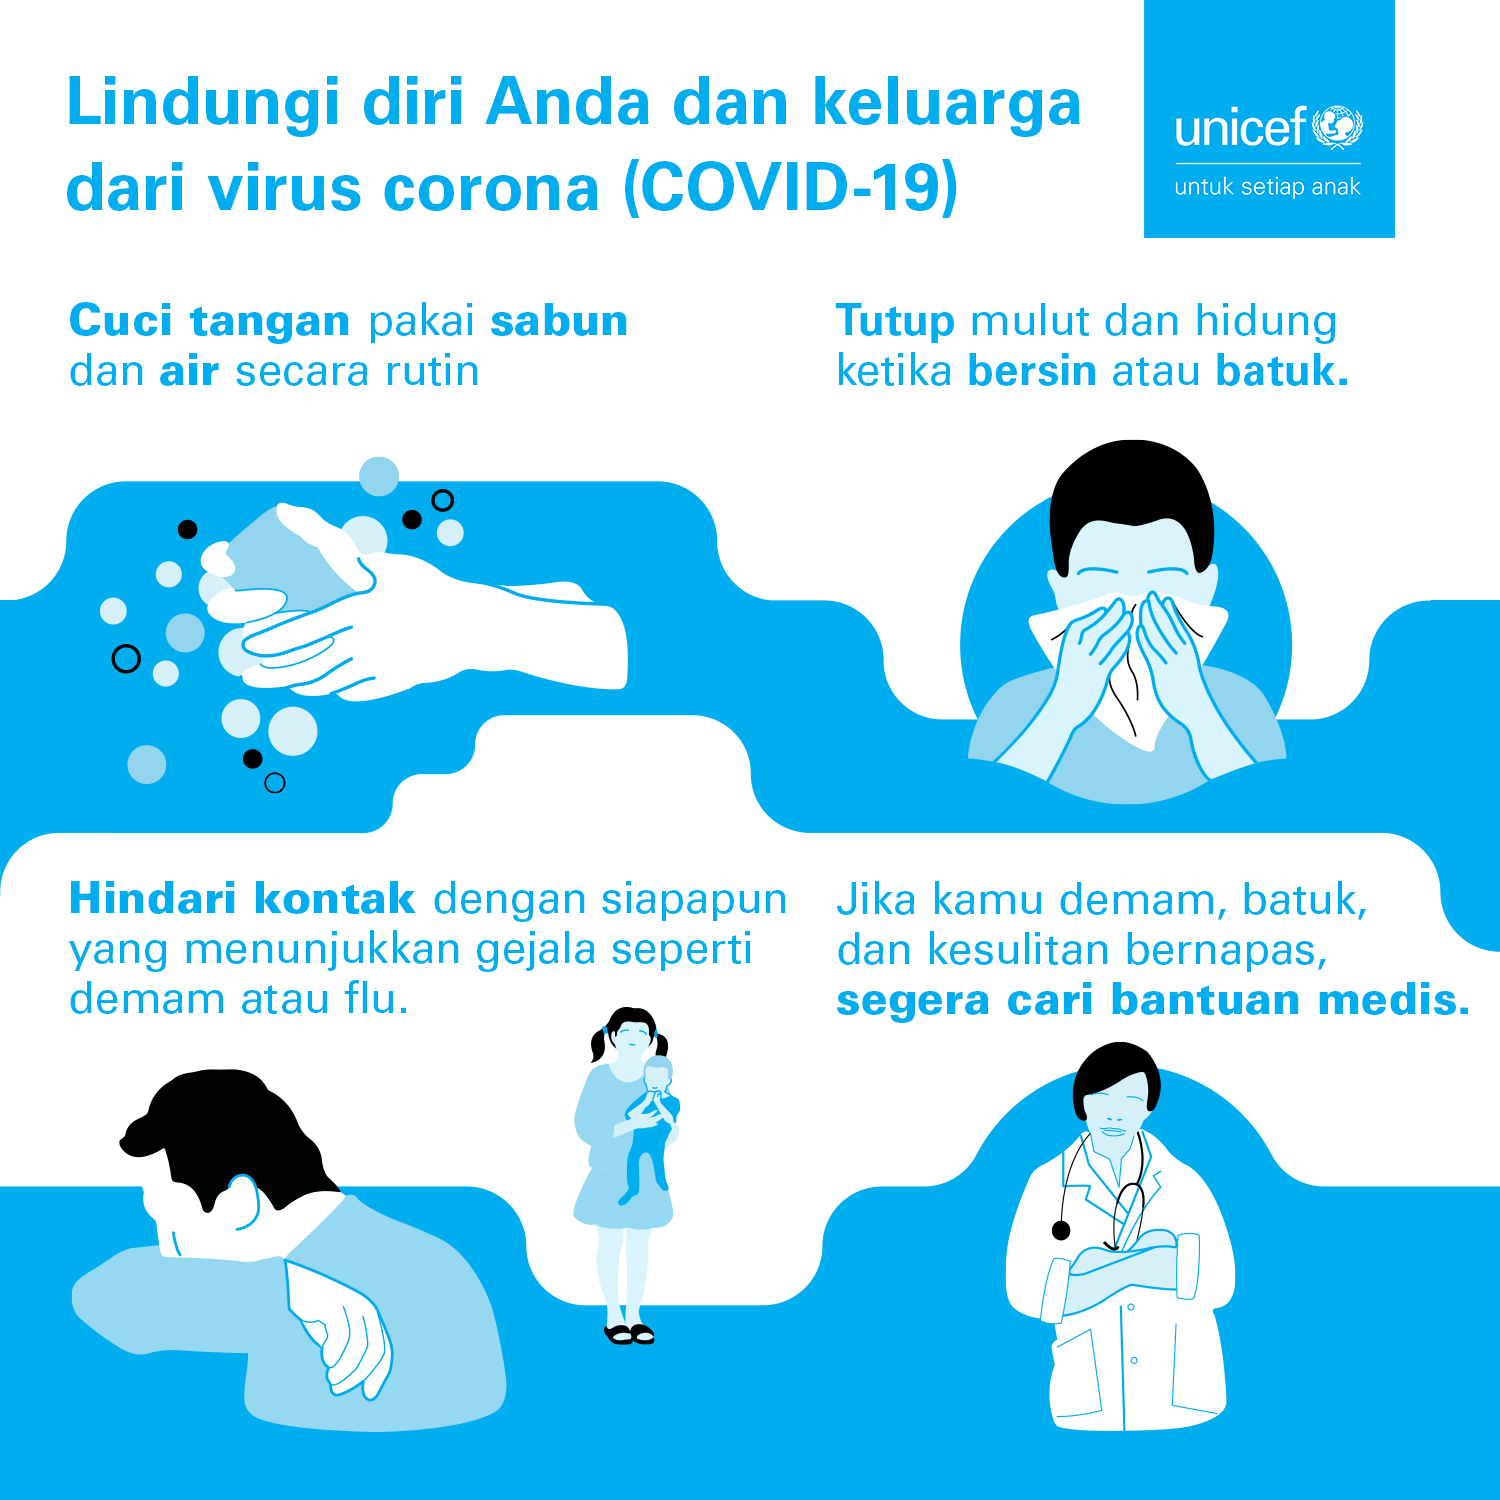 Lindungi diri Anda dan keluarga
dari virus corona (COVID-19)
unicef
untuk setiap anak
Cuci tangan pakai sabun
dan air secara rutin
Tutup mulut dan hidung
ketika bersin atau batuk.
Hindari kontak dengan siapapun
yang menunjukkan gejala seperti
demam atau flu.
Jika kamu demam, batuk,
dan kesulitan bernapas,
segera cari bantuan medis.